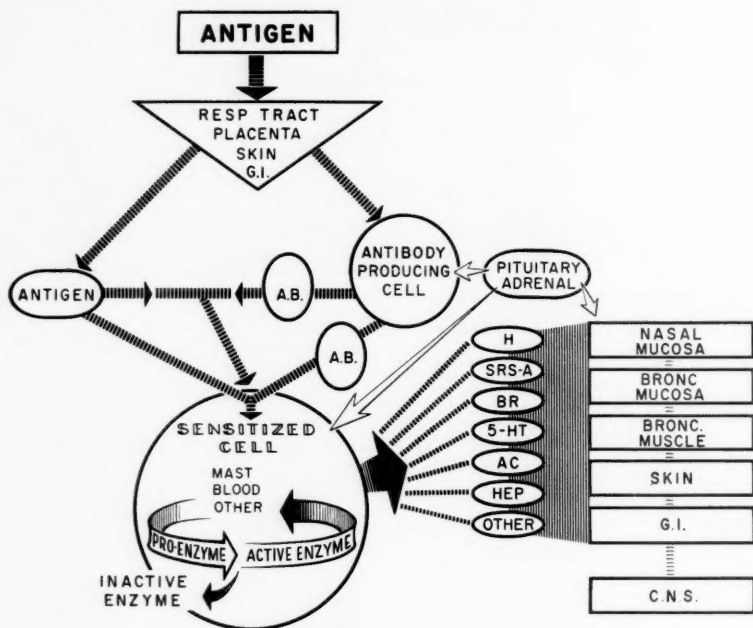 ANTIGEN
RESP TRACT
PLACENTA
SKIN
G.I.
ANTIGEN
A.B.
ANTIBODY
PRODUCING
CELL
PITUITARY
ADRENAL
A.B.
H
SRS-A
BR
5-HT
AC
HEP
OTHER
NASAL
MUCOSA
BRONC
MUCOSA
BRONC.
MUSCLE
SKIN
G.I.
C.N.S.
SENSITIZED
CELL
MAST
BLOOD
OTHER
PRO-ENZYME
ACTIVE ENZYME
INACTIVE
ENZYME